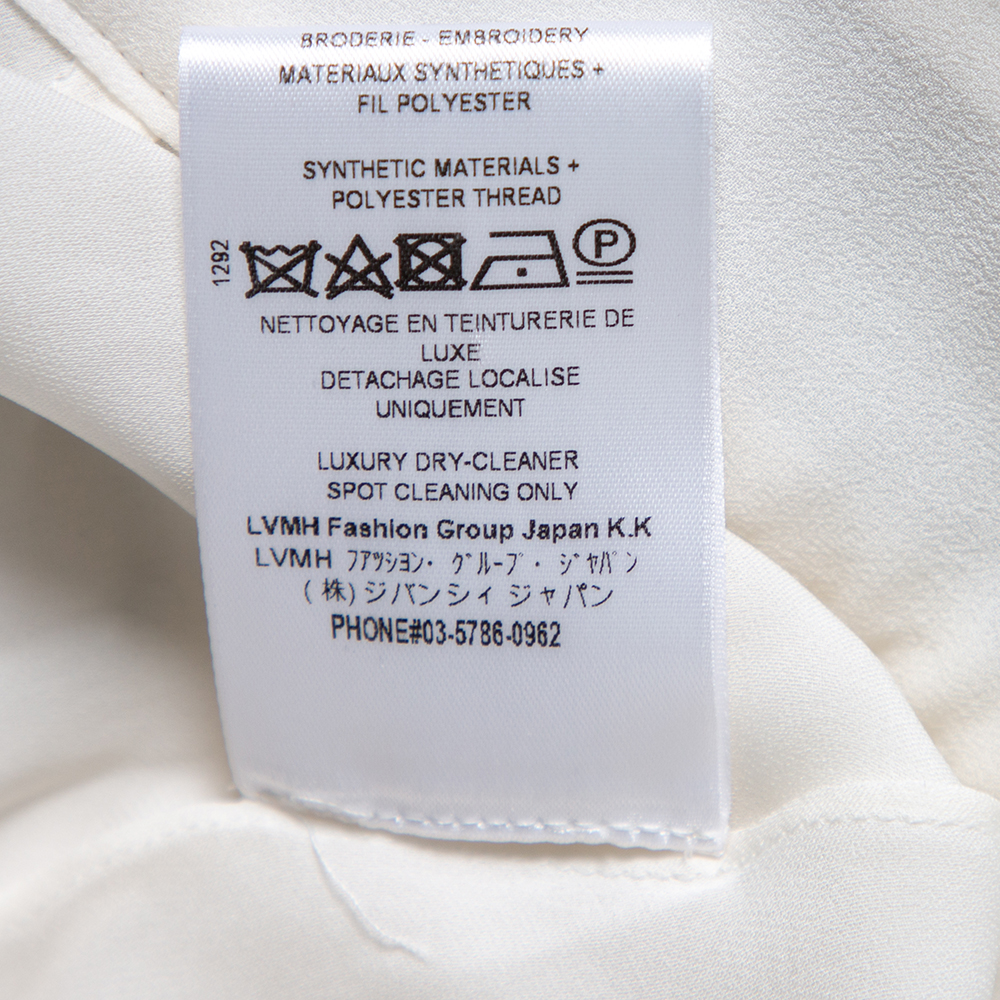 BRODERIE - EMBROIDERY
MATERIAUX SYNTHETIQUES +
FIL POLYESTER
SYNTHETIC MATERIALS +
POLYESTER THREAD
1292
P
NETTOYAGE EN TEINTURERIE DE
LUXE
DETACHAGE LOCALISE
UNIQUEMENT
LUXURY DRY-CLEANER
SPOT CLEANING ONLY
LVMH Fashion Group Japan K.K
LVMH ファッション・グループ・ジャパン
(株)ジバンシィ ジャパン
PHONE#03-5786-0962